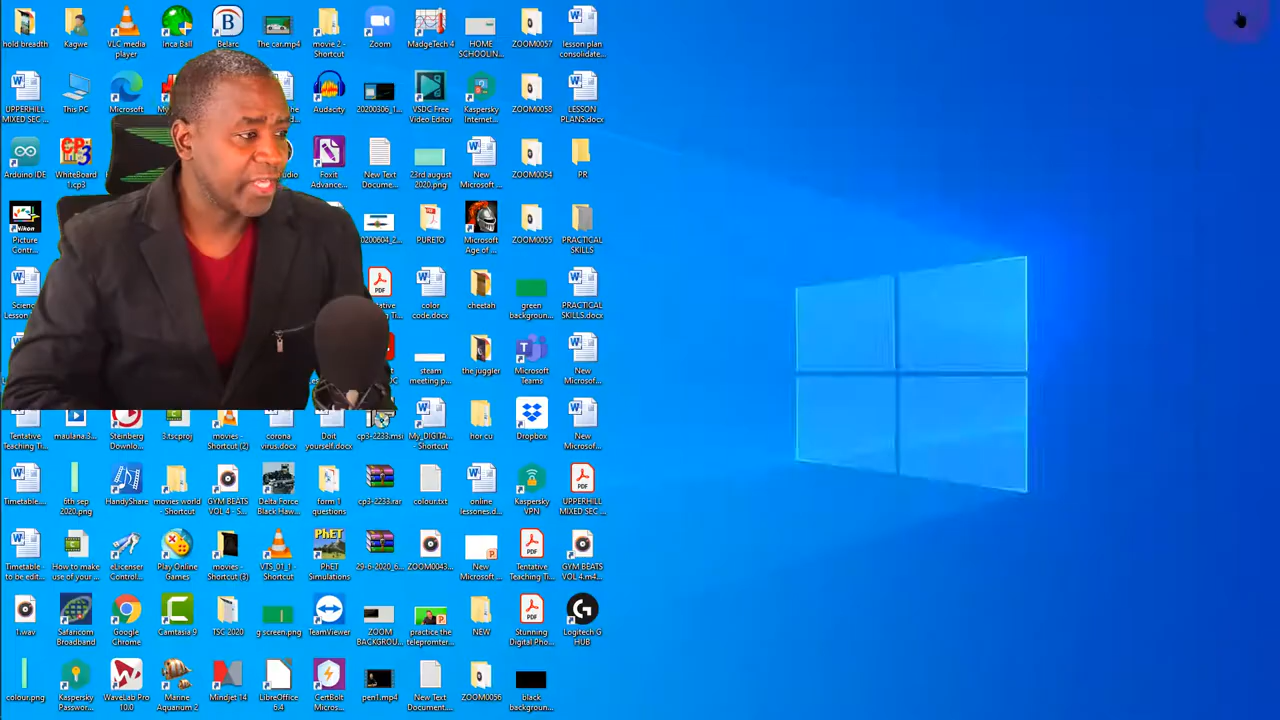 hold breadth
Kagwe
VLC media
player
Inca Ball
Belarc
The car.mp4
movie 2 -
Shortcut
Zoom
MadgeTech 4
HOME
SCHOOLIN...
ZOOM0057
lesson plan
consolidate...
UPPERHILL
MIXED SEC ...
This PC
Microsoft
Audacity
20200306_1...
VSDC Free
Video Editor
Kaspersky
Internet...
ZOOM0058
LESSON
PLANS.docx
Arduino IDE
WhiteBoard
1.cp3
Foxit
Advance...
New Text
Docume...
23rd august
2020.png
New
Microsoft ...
ZOOM0054
PR
Picture
Contr...
20200604_2...
PURETO
Microsoft
Age of ...
ZOOM0055
PRACTICAL
SKILLS
color
code.docx
cheetah
green
backgroun...
PRACTICAL
SKILLS.docx
steam
meeting.p...
the juggler
Microsoft
Teams
New
Microsof...
Tentative
Teaching Ti...
maulana.3...
Steinberg
Downlo...
3.tscproj
movies -
Shortcut (2)
corona
virus.docx
Doit
yourself.docx
cp3-2233.msi
My_DIGITA...
- Shortcut
hor cu
Dropbox
New
Microsof...
Timetable...
6th sep
2020.png
HandyShare
movies world
- Shortcut
GYM BEATS
VOL 4 - S...
Delta Force
Black Haw...
form 1
questions
cp3-2233.rar
colour.txt
online
lessones.d...
Kaspersky
VPN
UPPERHILL
MIXED SEC ...
Timetable -
to be edit...
How to make
use of your ...
eLicenser
Control...
Play Online
Games
movies -
Shortcut (3)
VTS_01_1 -
Shortcut
PhET
Simulations
29-6-2020_6...
ZOOM0043...
New
Microsoft ...
Tentative
Teaching Ti...
GYM BEATS
VOL 4.m4...
1.wav
Safaricom
Broadband
Google
Chrome
Camtasia 9
TSC 2020
g screen.png
TeamViewer
ZOOM
BACKGROU...
practice the
teleprompter...
NEW
Stunning
Digital Pho...
Logitech G
HUB
colour.png
Kaspersky
Passwor...
WaveLab Pro
10.0
Marine
Aquarium 2
Mindjet 14
LibreOffice
6.4
CertBolt
Micros...
pen1.mp4
New Text
Document...
ZOOM0056
black
backgroun...